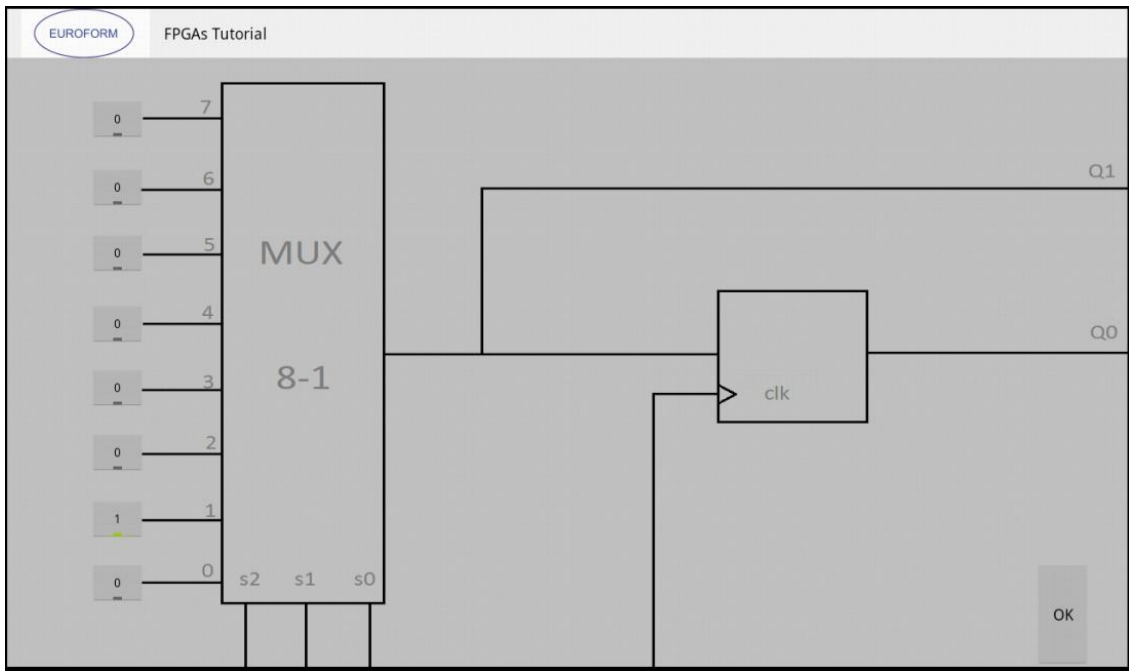 EUROFORM FPGAs Tutorial
0 7
0 6
0 5
0 4
0 3
0 2
1 1
0 0
MUX
8-1
s2 s1 s0
clk
Q1
Q0
OK